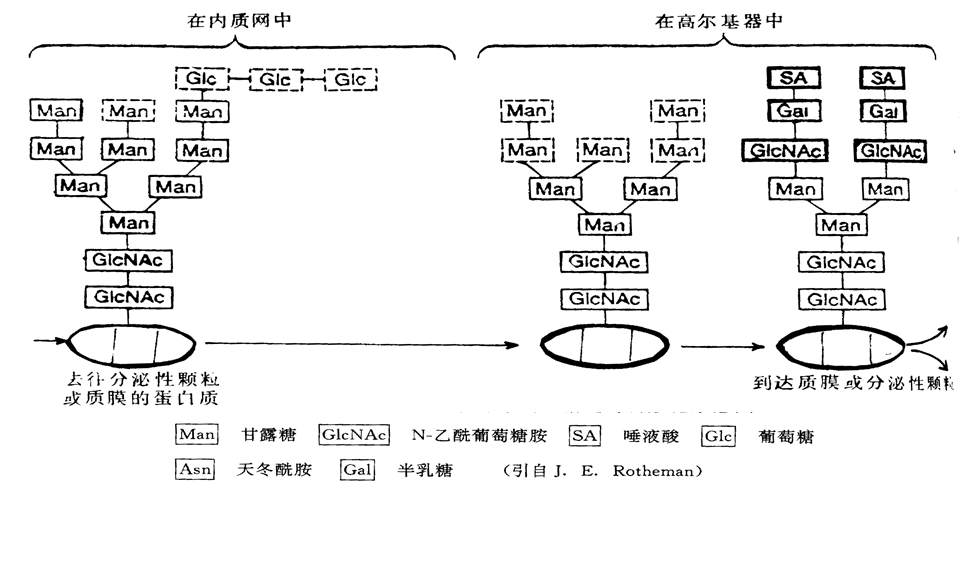 在内质网中 在高尔基器中
Glc Glc Glc SA SA
Man Man Man Man Man Gal Gal
Man Man Man Man Man Man GlcNAc GlcNAc
Man Man Man Man Man Man
Man Man Man
GlcNAc GlcNAc GlcNAc
GlcNAc GlcNAc GlcNAc
去往分泌性颗粒 到达质膜或分泌性颗粒
或质膜的蛋白质
Man 甘露糖 GlcNAc N-乙酰葡萄糖胺 SA 唾液酸 Glc 葡萄糖
Asn 天冬酰胺 Gal 半乳糖 (引自 J. E. Rotheman)